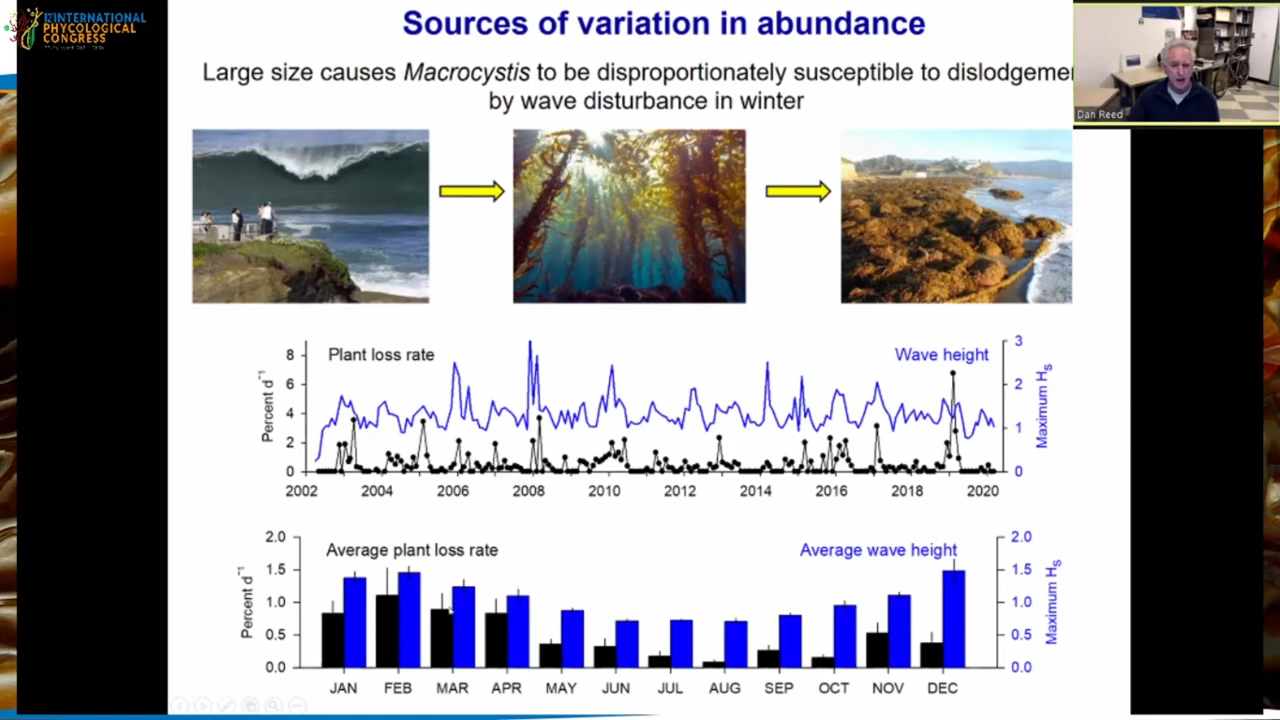 12th INTERNATIONAL
PHYCOLOGICAL
CONGRESS
Sources of variation in abundance
Large size causes Macrocystis to be disproportionately susceptible to dislodgeme
by wave disturbance in winter
Dan Reed
Plant loss rate
Wave height
Percent d⁻¹
8
6
4
2
0
3
2
1
0
Maximum Hs
2002 2004 2006 2008 2010 2012 2014 2016 2018 2020
Average plant loss rate
Average wave height
Percent d⁻¹
2.0
1.5
1.0
0.5
0.0
2.0
1.5
1.0
0.5
0.0
Maximum Hs
JAN FEB MAR APR MAY JUN JUL AUG SEP OCT NOV DEC